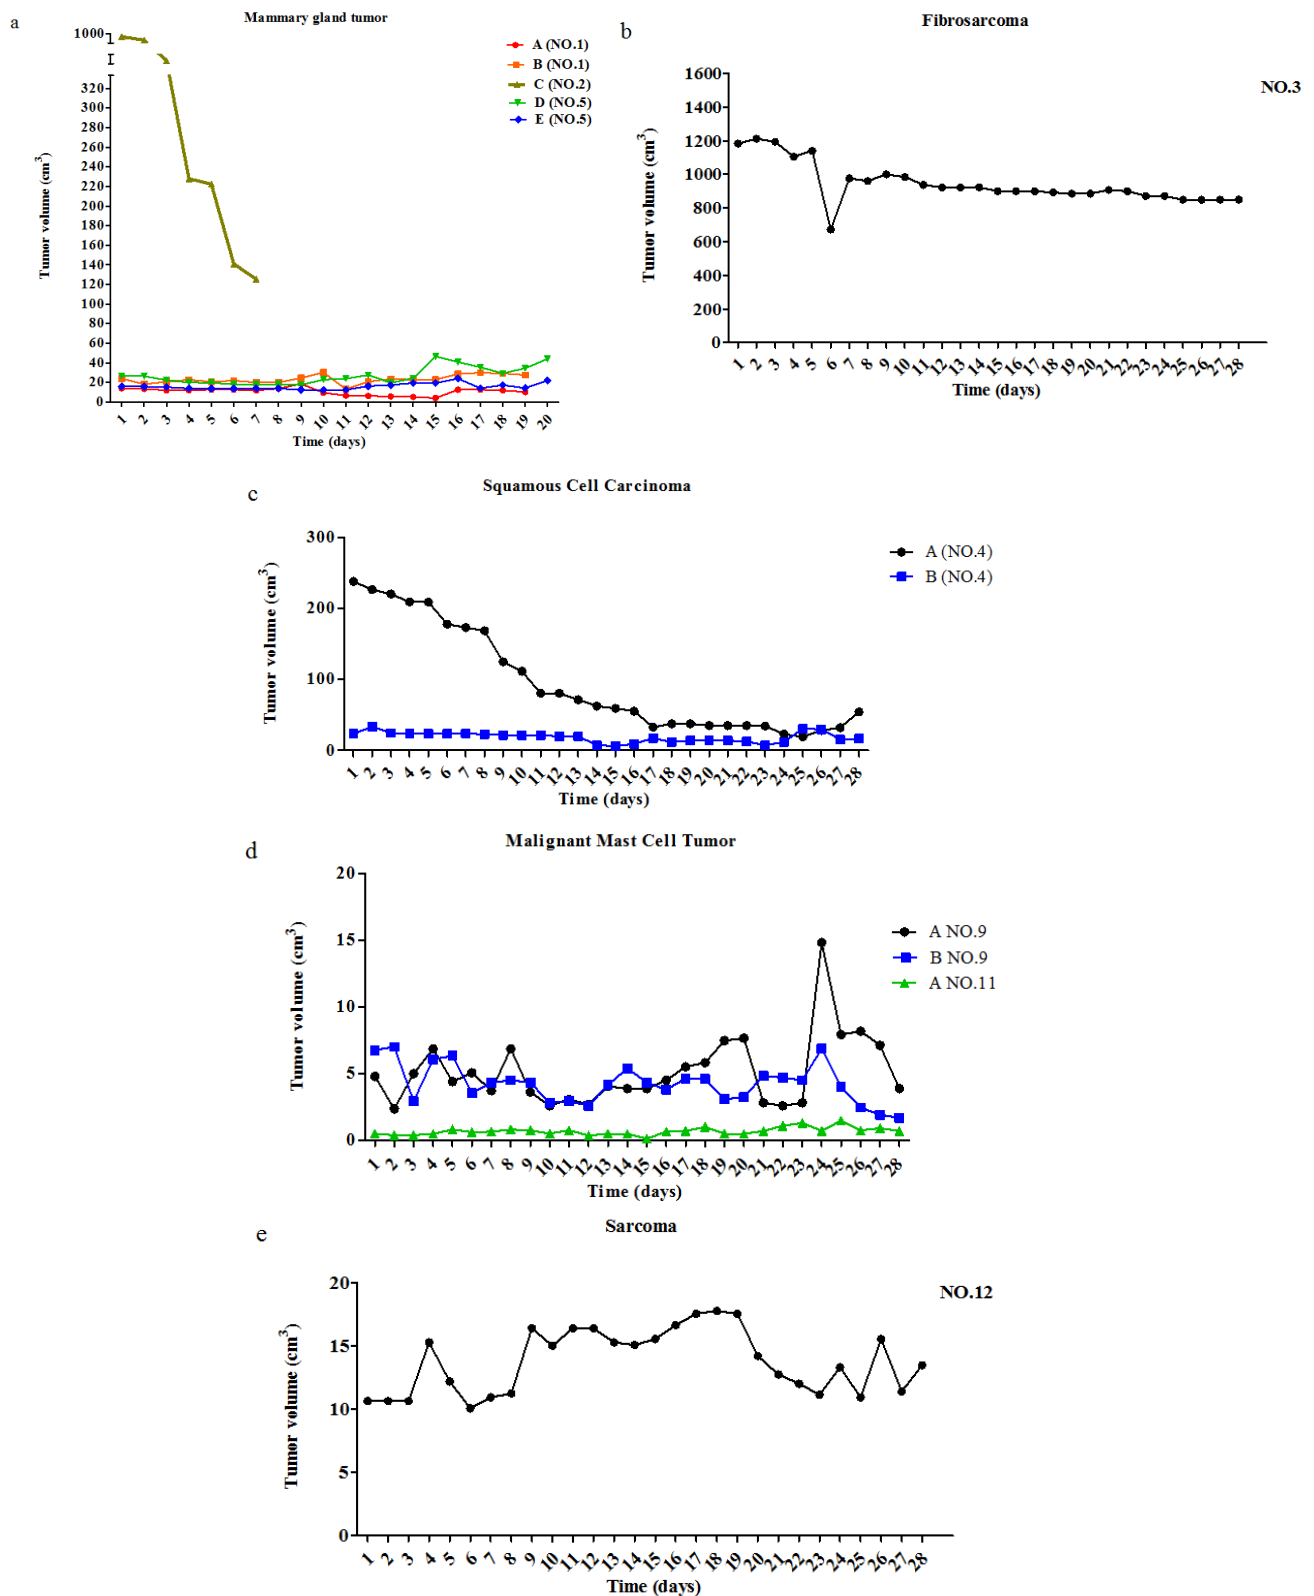 a
Mammary gland tumor
Tumor volume (cm³)
1000
320
300
280
260
240
220
200
180
160
140
120
100
80
60
40
20
0
1 2 3 4 5 6 7 8 9 10 11 12 13 14 15 16 17 18 19 20
Time (days)
A (NO.1)
B (NO.1)
C (NO.2)
D (NO.5)
E (NO.5)
b
Fibrosarcoma
NO.3
Tumor volume (cm³)
1600
1400
1200
1000
800
600
400
200
0
1 2 3 4 5 6 7 8 9 10 11 12 13 14 15 16 17 18 19 20 21 22 23 24 25 26 27 28
Time (days)
c
Squamous Cell Carcinoma
Tumor volume (cm³)
300
200
100
0
1 2 3 4 5 6 7 8 9 10 11 12 13 14 15 16 17 18 19 20 21 22 23 24 25 26 27 28
Time (days)
A (NO.4)
B (NO.4)
d
Malignant Mast Cell Tumor
Tumor volume (cm³)
20
15
10
5
0
1 2 3 4 5 6 7 8 9 10 11 12 13 14 15 16 17 18 19 20 21 22 23 24 25 26 27 28
Time (days)
A NO.9
B NO.9
A NO.11
e
Sarcoma
NO.12
Tumor volume (cm³)
20
15
10
5
0
1 2 3 4 5 6 7 8 9 10 11 12 13 14 15 16 17 18 19 20 21 22 23 24 25 26 27 28
Time (days)